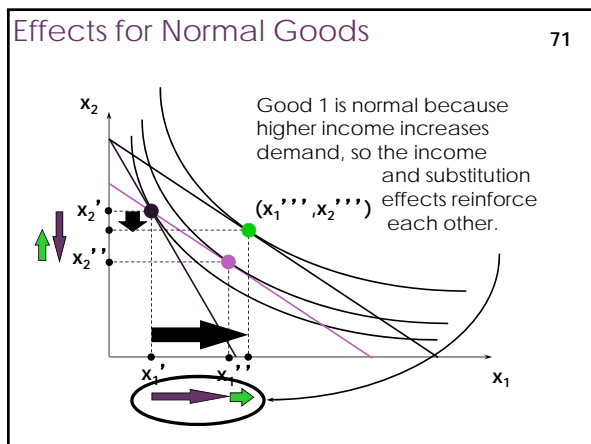 Effects for Normal Goods
71
x2
Good 1 is normal because
higher income increases
demand, so the income
and substitution
effects reinforce
each other.
(x1’’’,x2’’’)
x2’
x2’’
x1’
x1’’
x1